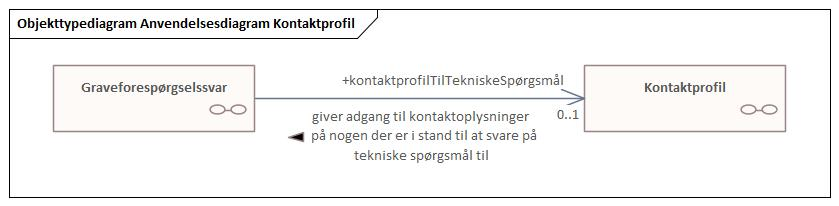 Objekttypediagram Anvendelsesdiagram Kontaktprofil
Graveforespørgselssvar
+kontaktprofilTilTekniskeSpørgsmål
0..1
giver adgang til kontaktoplysninger
på nogen der er i stand til at svare på
tekniske spørgsmål til
Kontaktprofil